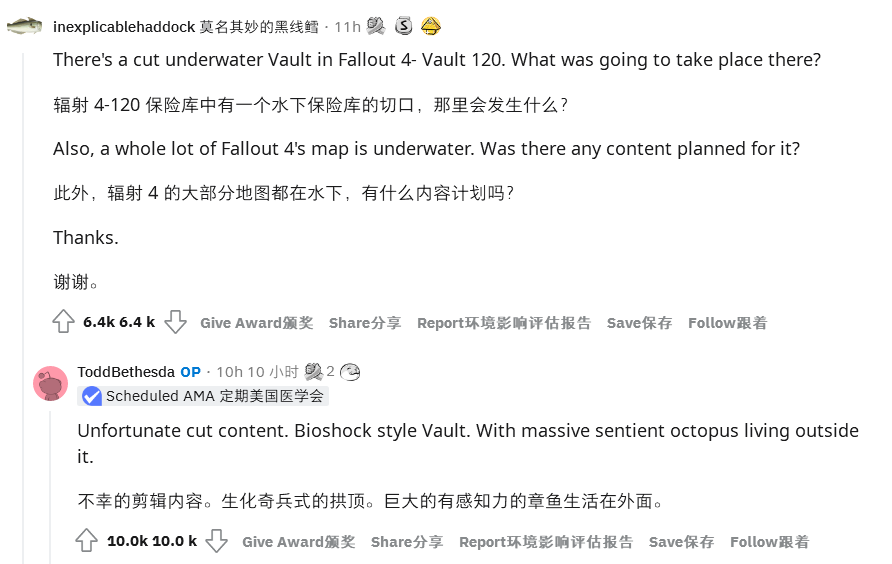 inexplicablehaddock 莫名其妙的黑线鳕 · 11h
There's a cut underwater Vault in Fallout 4- Vault 120. What was going to take place there?
辐射 4-120 保险库中有一个水下保险库的切口，那里会发生什么？
Also, a whole lot of Fallout 4's map is underwater. Was there any content planned for it?
此外，辐射 4 的大部分地图都在水下，有什么内容计划吗？
Thanks.
谢谢。
6.4k 6.4 k Give Award颁奖 Share分享 Report环境影响评估报告 Save保存 Follow跟着
ToddBethesda OP · 10h 10 小时 2
Scheduled AMA 定期美国医学会
Unfortunate cut content. Bioshock style Vault. With massive sentient octopus living outside
it.
不幸的剪辑内容。生化奇兵式的拱顶。巨大的有感知力的章鱼生活在外面。
10.0k 10.0 k Give Award颁奖 Share分享 Report环境影响评估报告 Save保存 Follow跟着